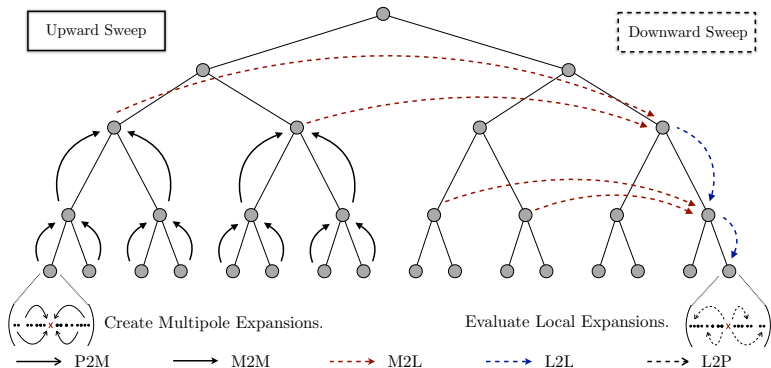 Upward Sweep
Downward Sweep
x
x
Create Multipole Expansions.
Evaluate Local Expansions.
P2M
M2M
M2L
L2L
L2P